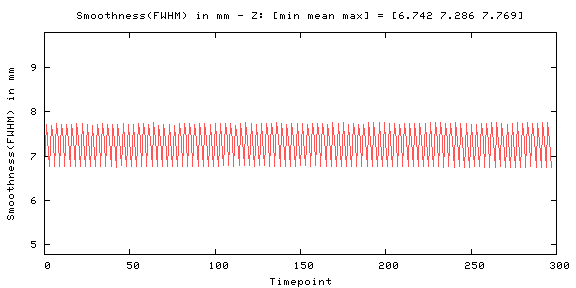 Smoothness(FWHM) in mm - Z: [min mean max] = [6.742 7.286 7.769]
Smoothness(FWHM) in mm
9
8
7
6
5
0 50 100 150 200 250 300
Timepoint